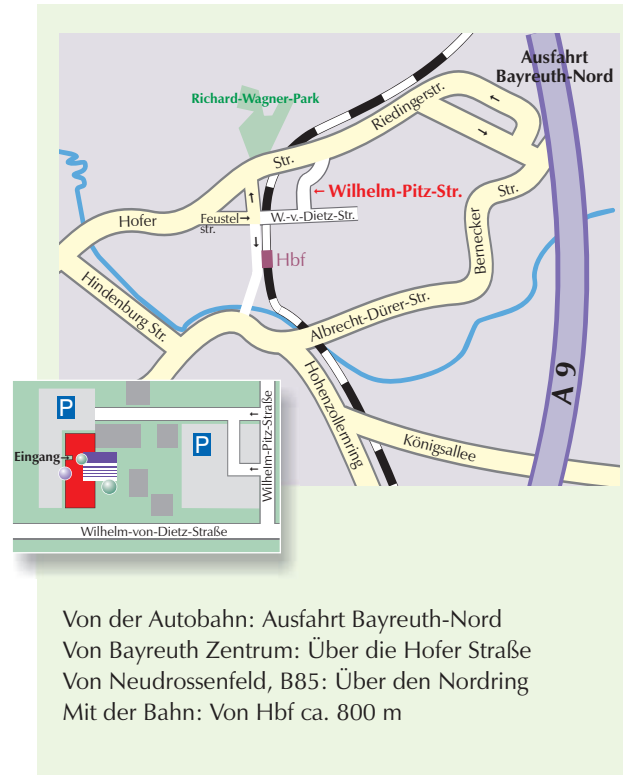 Ausfahrt
Bayreuth-Nord
Richard-Wagner-Park
Riedingerstr.
Str.
← Wilhelm-Pitz-Str.
Str.
Hofer
Feustel
str.
W.-v.-Dietz-Str.
Bernecker
Hbf
Hindenburg Str.
Albrecht-Dürer-Str.
A 9
Hohenzollernring
Königsallee
P
P
Eingang
Wilhelm-Pitz-Straße
Wilhelm-von-Dietz-Straße
Von der Autobahn: Ausfahrt Bayreuth-Nord
Von Bayreuth Zentrum: Über die Hofer Straße
Von Neudrossenfeld, B85: Über den Nordring
Mit der Bahn: Von Hbf ca. 800 m